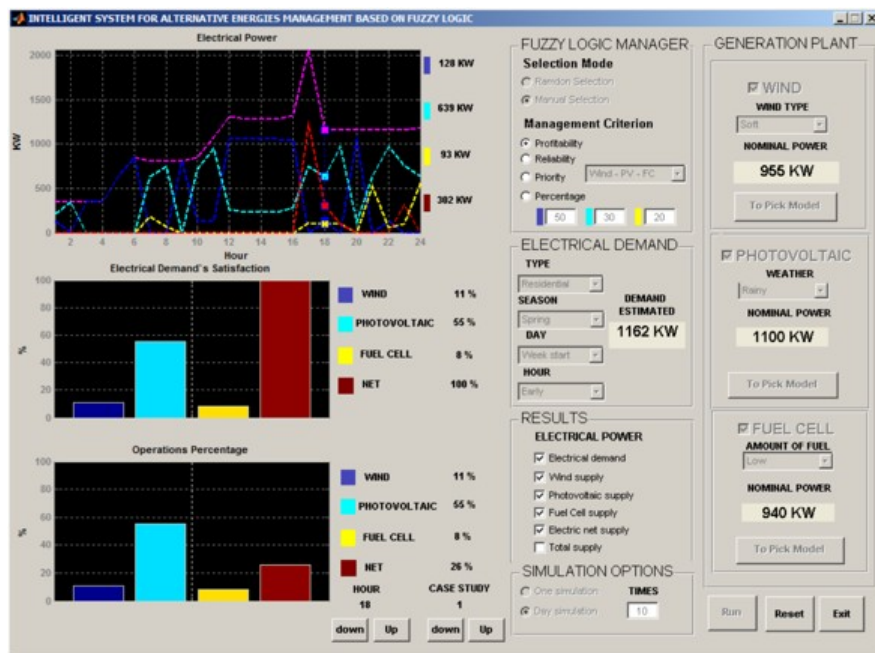 INTELLIGENT SYSTEM FOR ALTERNATIVE ENERGIES MANAGEMENT BASED ON FUZZY LOGIC
Electrical Power
2000
1500
1000
500
0
KW
2 4 6 8 10 12 14 16 18 20 22 24
Hour
128 KW
639 KW
93 KW
302 KW
Electrical Demand's Satisfaction
100
80
60
40
20
0
%
WIND 11 %
PHOTOVOLTAIC 55 %
FUEL CELL 8 %
NET 100 %
Operations Percentage
100
80
60
40
20
0
%
WIND 11 %
PHOTOVOLTAIC 55 %
FUEL CELL 8 %
NET 26 %
HOUR CASE STUDY
18 1
down Up down Up
FUZZY LOGIC MANAGER
Selection Mode
Ramdon Selection
Manual Selection
Management Criterion
Profitability
Reliability
Priority Wind - PV - FC
Percentage
50 30 20
ELECTRICAL DEMAND
TYPE
Residential
SEASON
Spring
DAY
Week start
HOUR
Early
DEMAND
ESTIMATED
1162 KW
RESULTS
ELECTRICAL POWER
Electrical demand
Wind supply
Photovoltaic supply
Fuel Cell supply
Electric net supply
Total supply
SIMULATION OPTIONS
One simulation TIMES
Day simulation 10
GENERATION PLANT
WIND
WIND TYPE
Soft
NOMINAL POWER
955 KW
To Pick Model
PHOTOVOLTAIC
WEATHER
Rainy
NOMINAL POWER
1100 KW
To Pick Model
FUEL CELL
AMOUNT OF FUEL
Low
NOMINAL POWER
940 KW
To Pick Model
Run Reset Exit